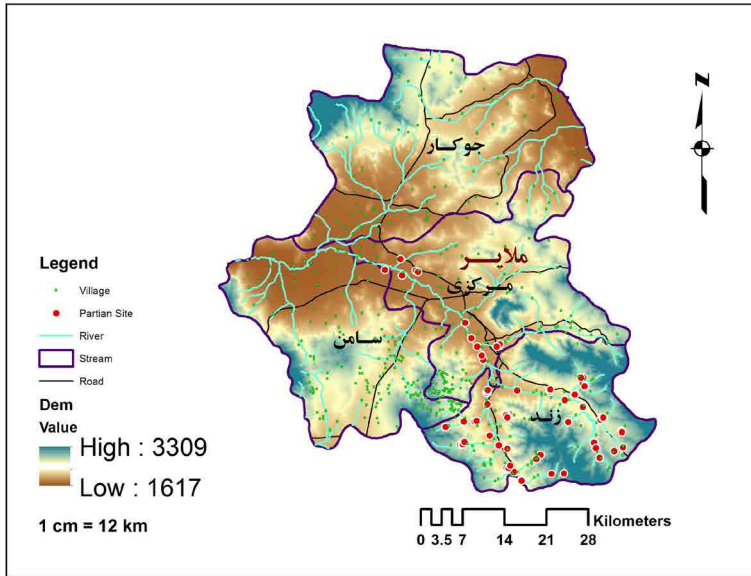 N
جوکار
ملایر
مرکزی
سامن
زند
Legend
Village
Partian Site
River
Stream
Road
Dem
Value
High : 3309
Low : 1617
1 cm = 12 km
Kilometers
0 3.5 7 14 21 28